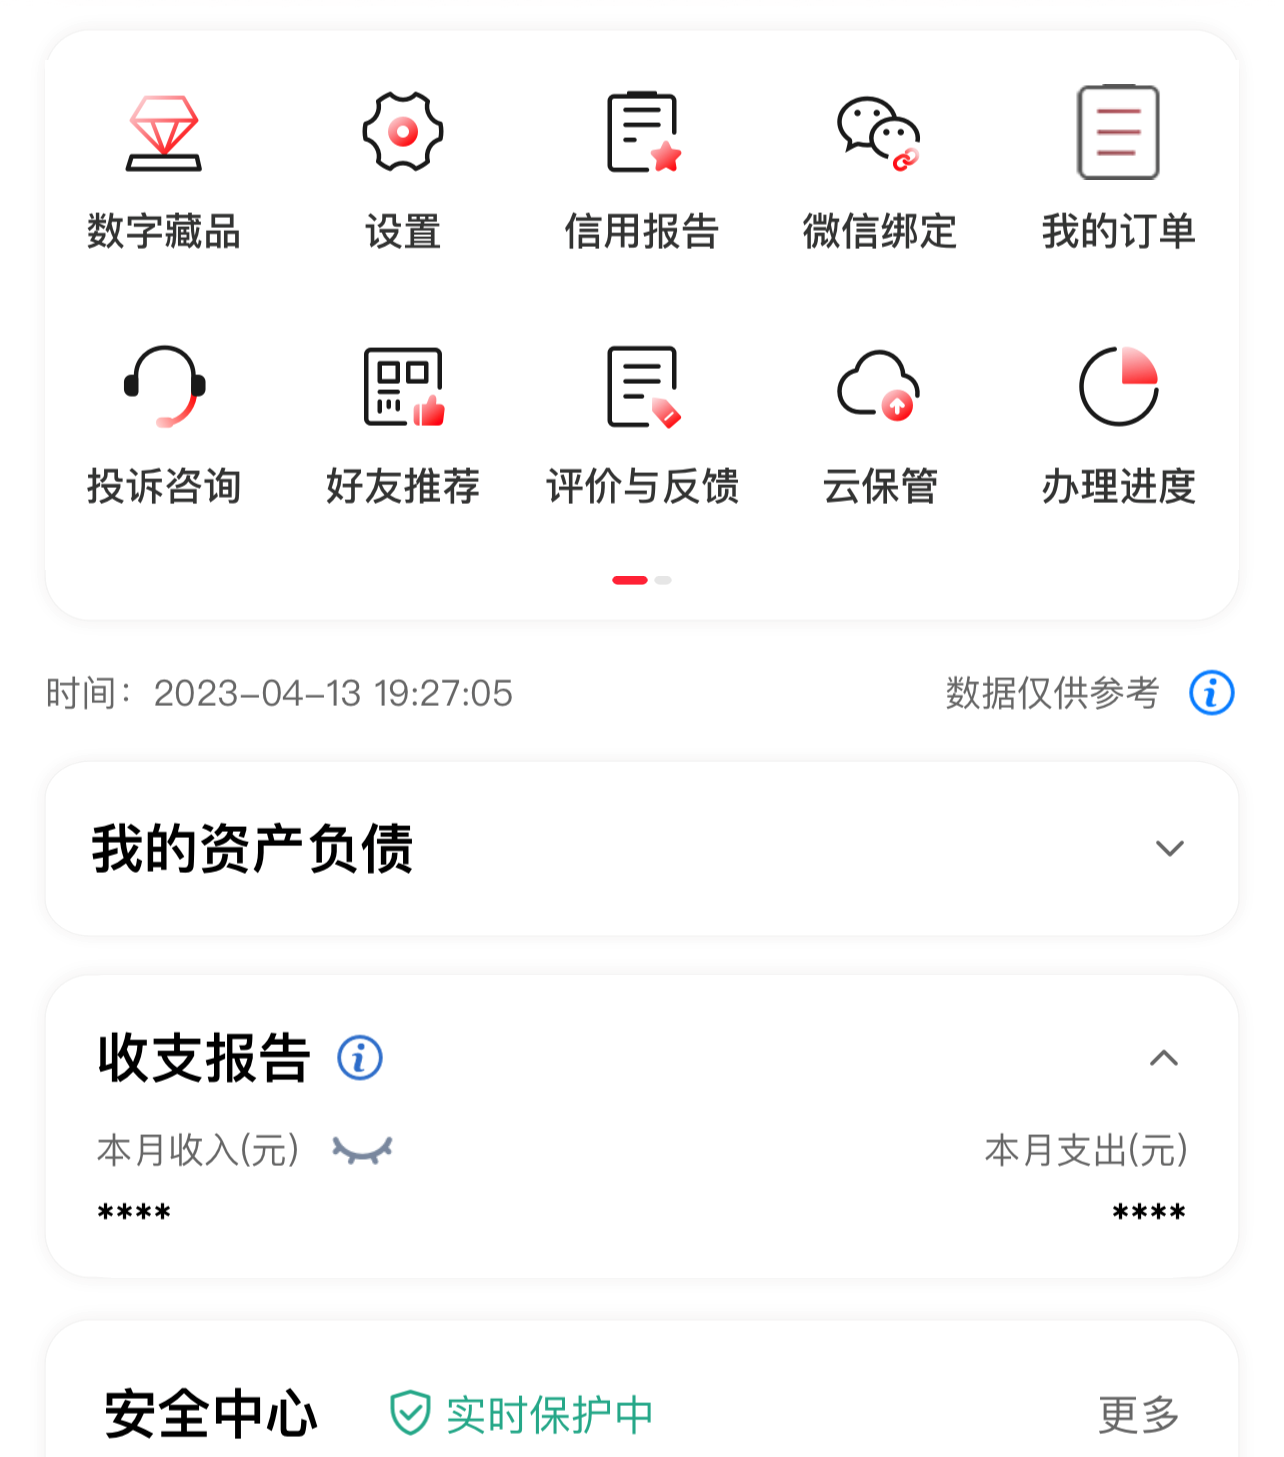 数字藏品 设置 信用报告 微信绑定 我的订单
投诉咨询 好友推荐 评价与反馈 云保管 办理进度
时间：2023-04-13 19:27:05 数据仅供参考
我的资产负债
收支报告
本月收入(元) 本月支出(元)
**** ****
安全中心 实时保护中 更多